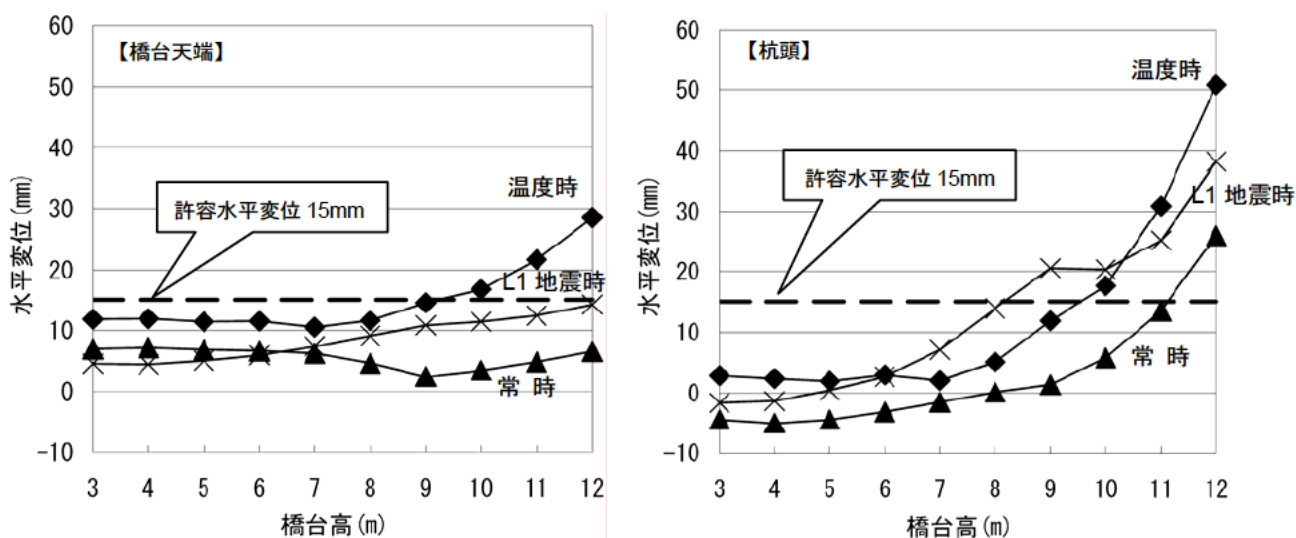 【橋台天端】
60
50
40
30
20
10
0
-10
水平変位(mm)
許容水平変位 15mm
温度時
L1 地震時
常 時
3 4 5 6 7 8 9 10 11 12
橋台高(m)
【杭頭】
60
50
40
30
20
10
0
-10
水平変位(mm)
許容水平変位 15mm
温度時
L1 地震時
常 時
3 4 5 6 7 8 9 10 11 12
橋台高(m)